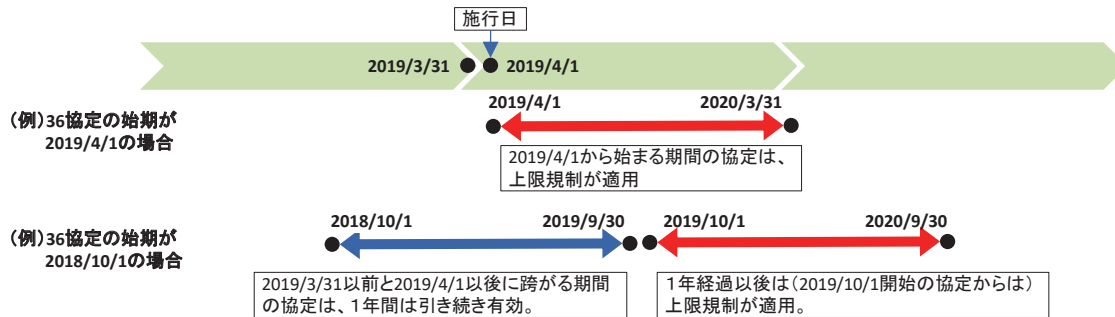 施行日
2019/3/31
2019/4/1
(例)36協定の始期が
2019/4/1の場合
2019/4/1
2020/3/31
2019/4/1から始まる期間の協定は、
上限規制が適用
(例)36協定の始期が
2018/10/1の場合
2018/10/1
2019/9/30
2019/10/1
2020/9/30
2019/3/31以前と2019/4/1以後に跨がる期間
の協定は、1年間は引き続き有効。
1年経過以後は(2019/10/1開始の協定からは)
上限規制が適用。